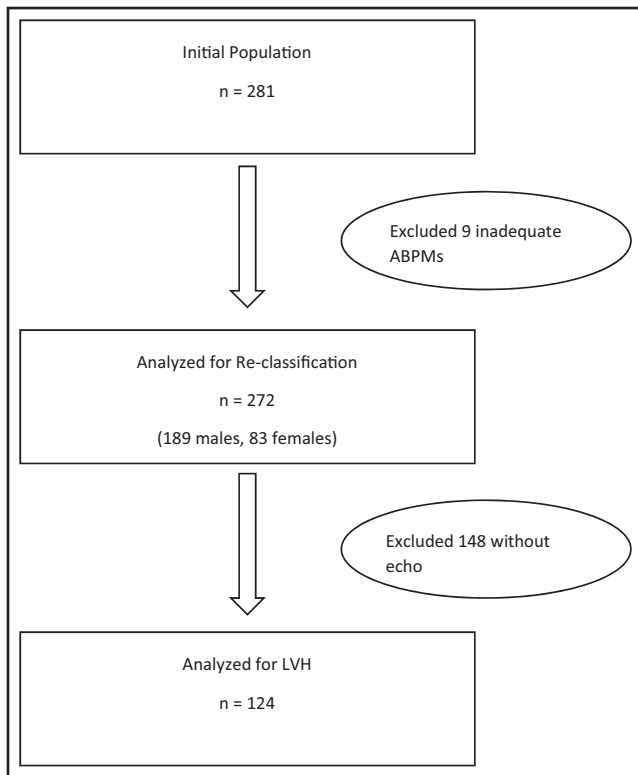 Initial Population
n = 281
Excluded 9 inadequate
ABPMs
Analyzed for Re-classification
n = 272
(189 males, 83 females)
Excluded 148 without
echo
Analyzed for LVH
n = 124